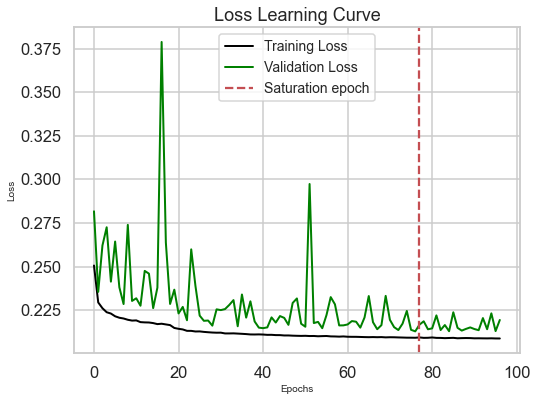 Loss Learning Curve
Training Loss
Validation Loss
Saturation epoch
Loss
0.375
0.350
0.325
0.300
0.275
0.250
0.225
0 20 40 60 80 100
Epochs